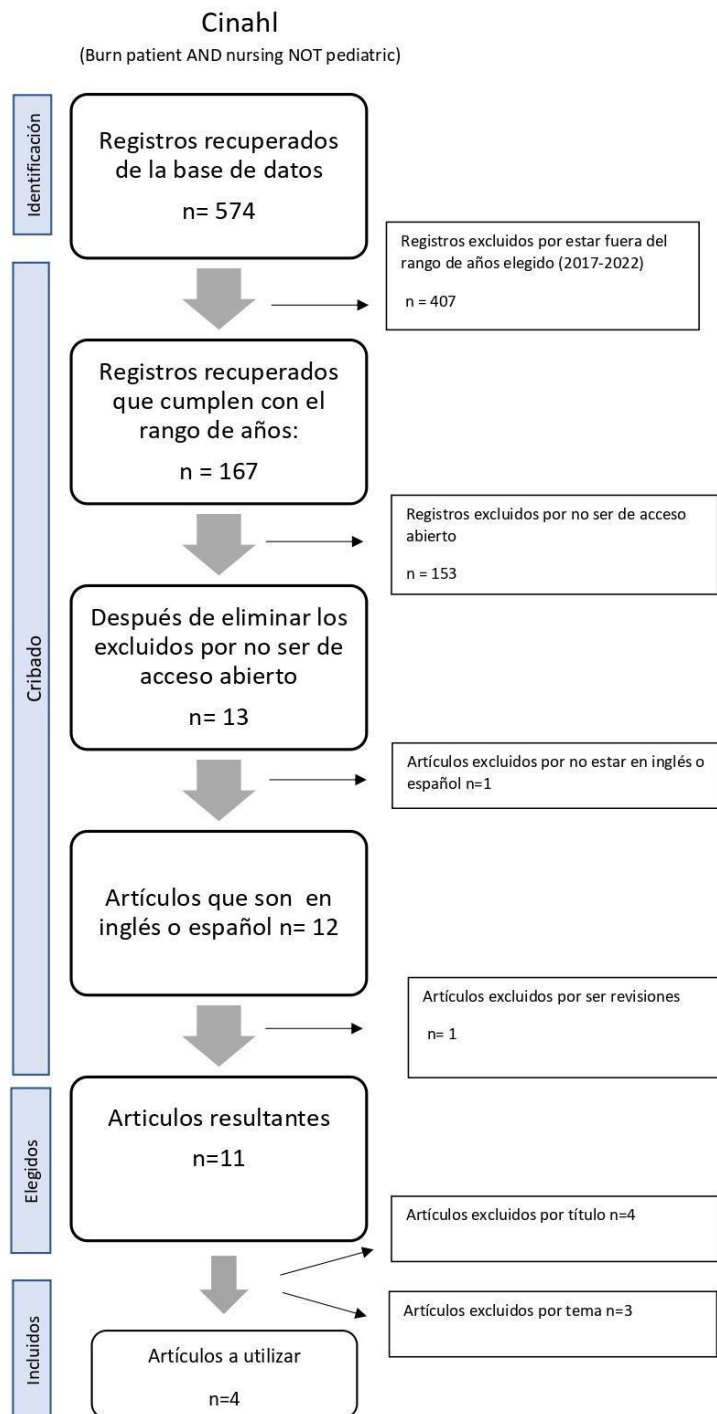 Cinahl
(Burn patient AND nursing NOT pediatric)
Identificación
Registros recuperados
de la base de datos
n= 574
Registros excluidos por estar fuera del
rango de años elegido (2017-2022)
n = 407
Cribado
Registros recuperados
que cumplen con el
rango de años:
n = 167
Registros excluidos por no ser de acceso
abierto
n = 153
Después de eliminar los
excluidos por no ser de
acceso abierto
n= 13
Artículos excluidos por no estar en inglés o
español n=1
Artículos que son en
inglés o español n= 12
Artículos excluidos por ser revisiones
n= 1
Elegidos
Articulos resultantes
n=11
Artículos excluidos por título n=4
Artículos excluidos por tema n=3
Incluidos
Artículos a utilizar
n=4